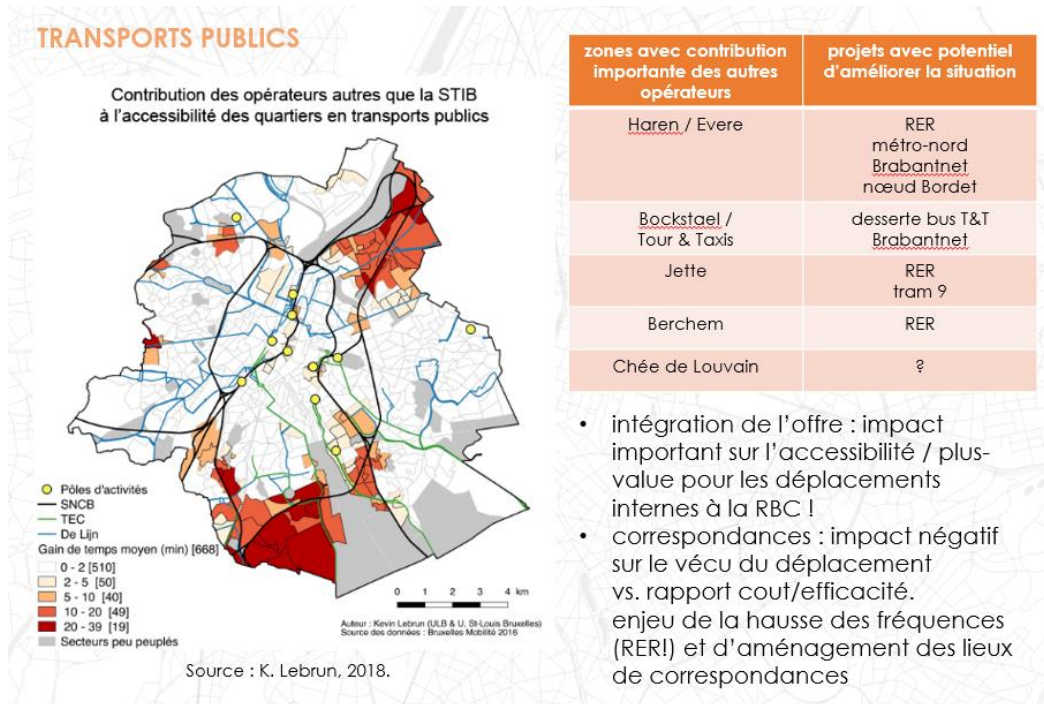 TRANSPORTS PUBLICS
Contribution des opérateurs autres que la STIB
à l'accessibilité des quartiers en transports publics
Pôles d'activités
SNCB
TEC
De Lijn
Gain de temps moyen (min) [668]
0 - 2 [510]
2 - 5 [50]
5 - 10 [40]
10 - 20 [49]
20 - 39 [19]
Secteurs peu peuplés
0 1 2 3 4 km
Auteur : Kevin Lebrun (ULB & U. St-Louis Bruxelles)
Source des données : Bruxelles Mobilité 2016
Source : K. Lebrun, 2018.
zones avec contribution
importante des autres
opérateurs
projets avec potentiel
d'améliorer la situation
Haren / Evere
RER
métro-nord
Brabantnet
nœud Bordet
Bockstael /
Tour & Taxis
desserte bus T&T
Brabantnet
Jette
RER
tram 9
Berchem
RER
Chée de Louvain
?
• intégration de l'offre : impact
important sur l'accessibilité / plus-
value pour les déplacements
internes à la RBC !
• correspondances : impact négatif
sur le vécu du déplacement
vs. rapport cout/efficacité.
enjeu de la hausse des fréquences
(RER!) et d'aménagement des lieux
de correspondances